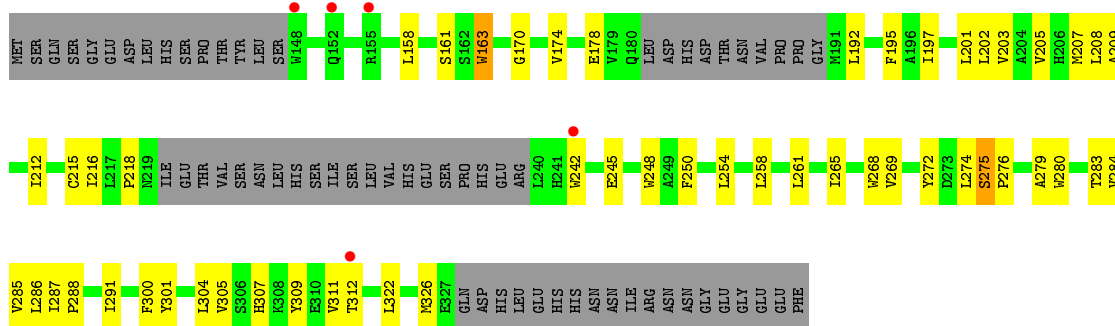 MET SER GLN SER GLY GLU ASP LEU HIS SER PRO THR TYR LEU SER W148 Q152 R155 L158 S161 S162 W163 G170 V174 E178 V179 Q180 LEU ASP HIS ASP THR ASN VAL PRO PRO GLY M191 L192 F195 A196 I197 L201 L202 V203 A204 V205 H206 M207 L208 A209
I212 C215 I216 L217 P218 N219 ILE GLU THR VAL SER ASN LEU HIS SER ILE SER LEU VAL HIS GLU SER PRO HIS GLU ARG L240 H241 W242 E245 W248 A249 F250 L254 L258 L261 I265 W268 V269 Y272 D273 L274 S275 P276 A279 W280 T283
V285 L286 I287 P288 I291 F300 Y301 L304 V305 S306 H307 K308 Y309 E310 V311 T312 L322 M326 E327 GLN ASP HIS LEU GLU HIS HIS ASN ASN ILE ARG ASN ASN GLY GLU GLY GLU GLU PHE